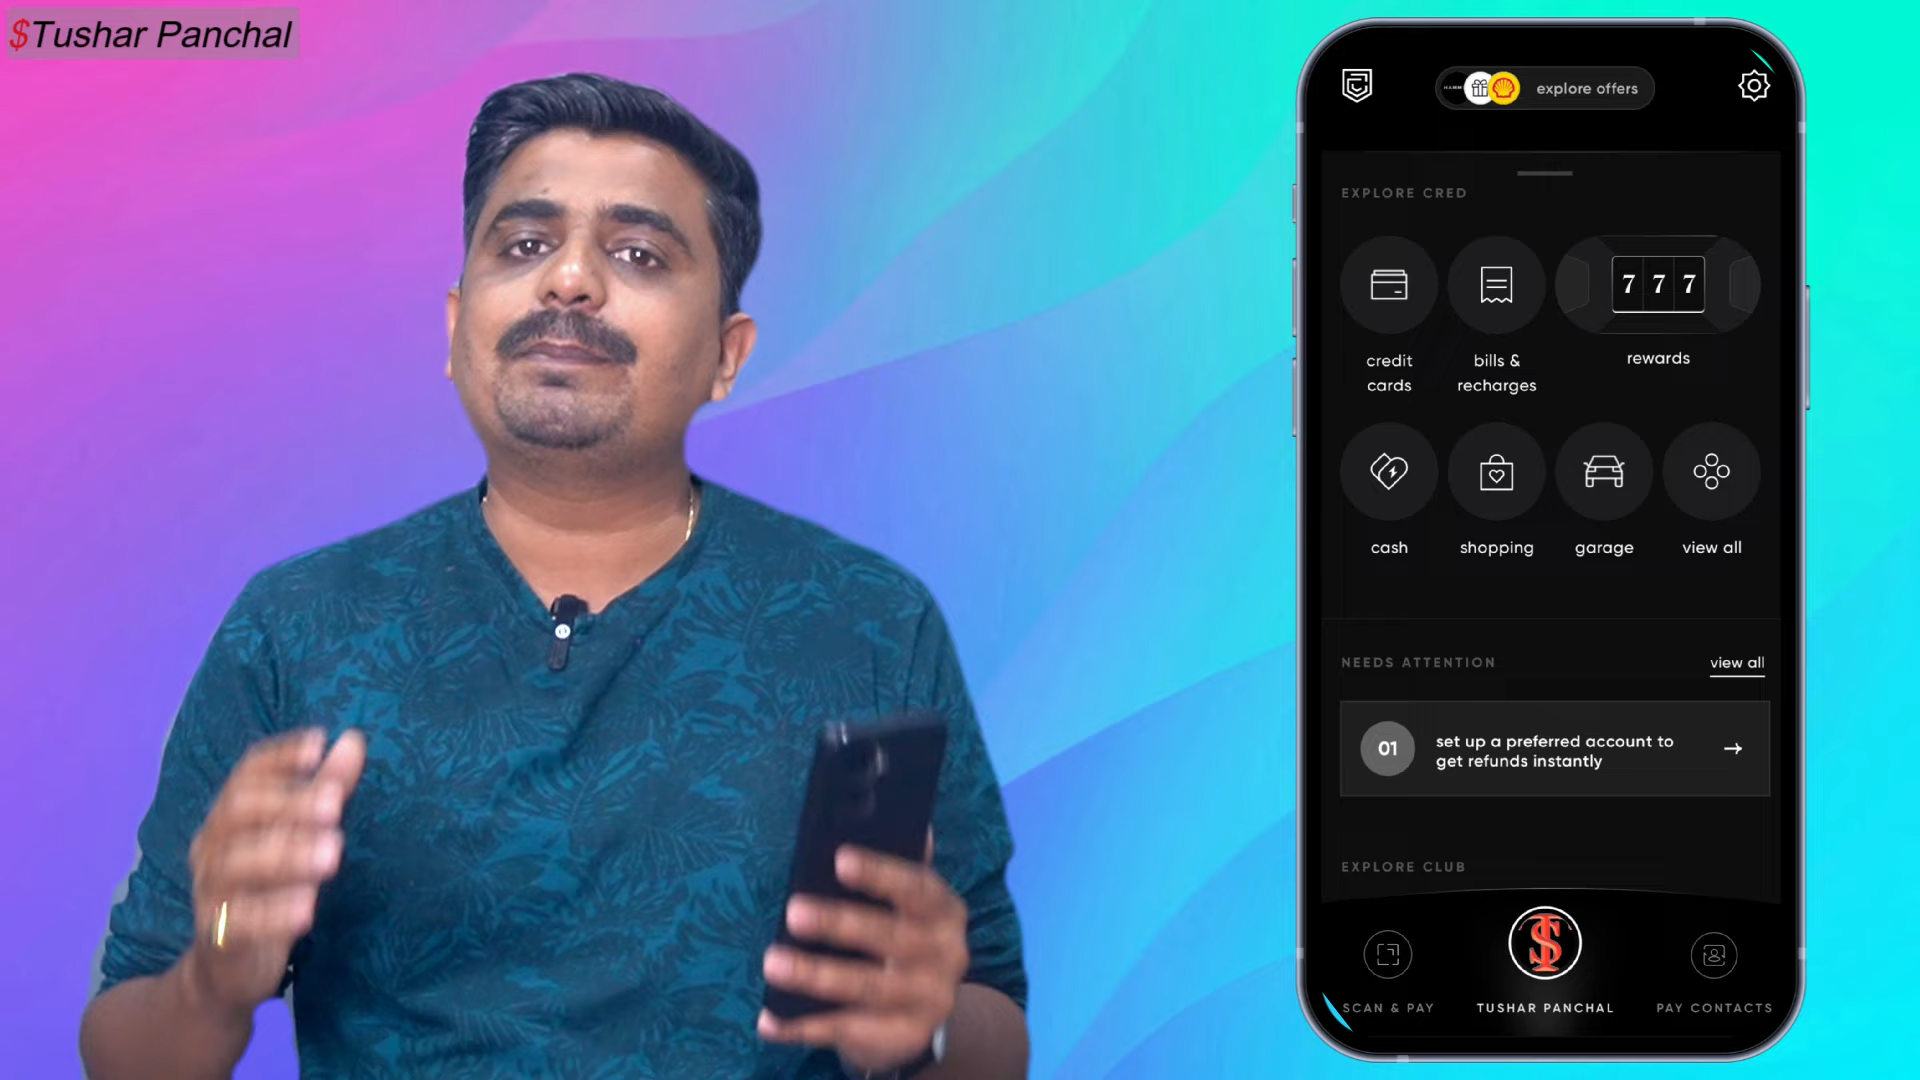 $Tushar Panchal
explore offers
EXPLORE CRED
7 7 7
credit
cards
bills &
recharges
rewards
cash
shopping
garage
view all
NEEDS ATTENTION
view all
01
set up a preferred account to
get refunds instantly
EXPLORE CLUB
SCAN & PAY
TUSHAR PANCHAL
PAY CONTACTS